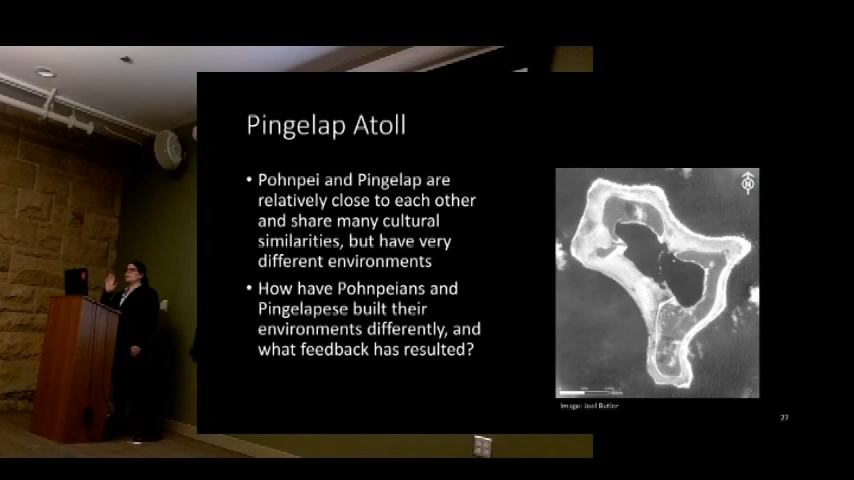 Pingelap Atoll
• Pohnpei and Pingelap are
relatively close to each other
and share many cultural
similarities, but have very
different environments
• How have Pohnpeians and
Pingelapese built their
environments differently, and
what feedback has resulted?
N
Image: Joel Butler
27